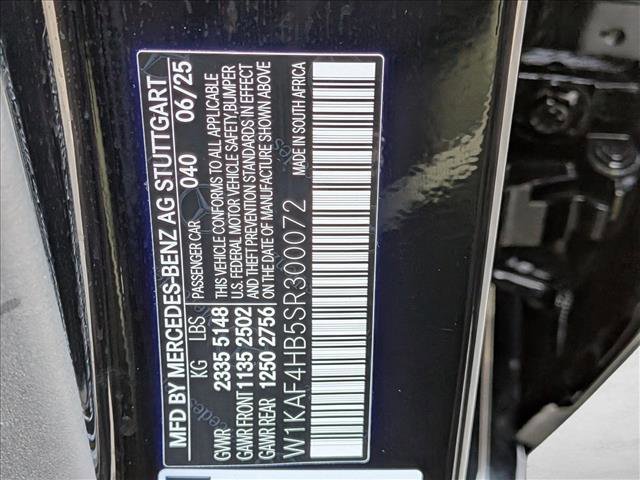 MFD BY MERCEDES-BENZ AG STUTTGART
040 06/25
KG LBS PASSENGER CAR
GVWR 2335 5148
GAWR FRONT 1135 2502
GAWR REAR 1250 2756
THIS VEHICLE CONFORMS TO ALL APPLICABLE
U.S. FEDERAL MOTOR VEHICLE SAFETY, BUMPER
AND THEFT PREVENTION STANDARDS IN EFFECT
ON THE DATE OF MANUFACTURE SHOWN ABOVE
W1KAF4HB5SR300072
MADE IN SOUTH AFRICA